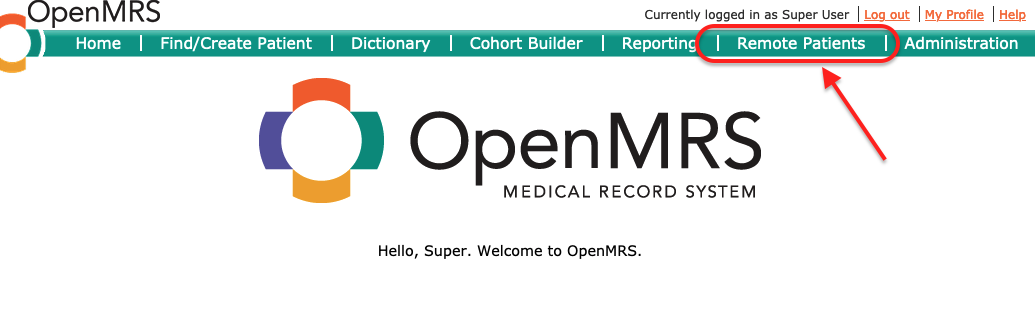 OpenMRS
Currently logged in as Super User | Log out | My Profile | Help
Home | Find/Create Patient | Dictionary | Cohort Builder | Reporting | Remote Patients | Administration
OpenMRS
MEDICAL RECORD SYSTEM
Hello, Super. Welcome to OpenMRS.